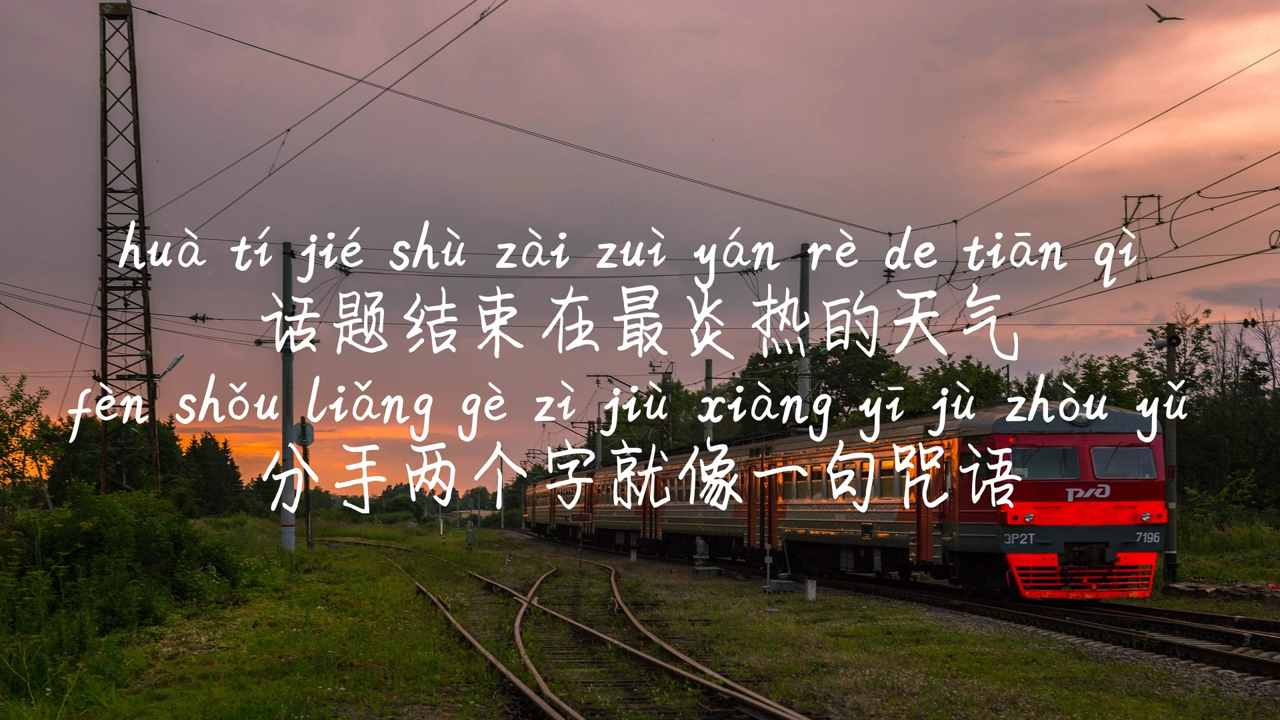 huà tí jié shù zài zuì yán rè de tiān qì
话题结束在最炎热的天气
fèn shǒu liǎng gè zì jiù xiàng yī jù zhòu yǔ
分手两个字就像一句咒语
ржд
ЭР2Т 7196